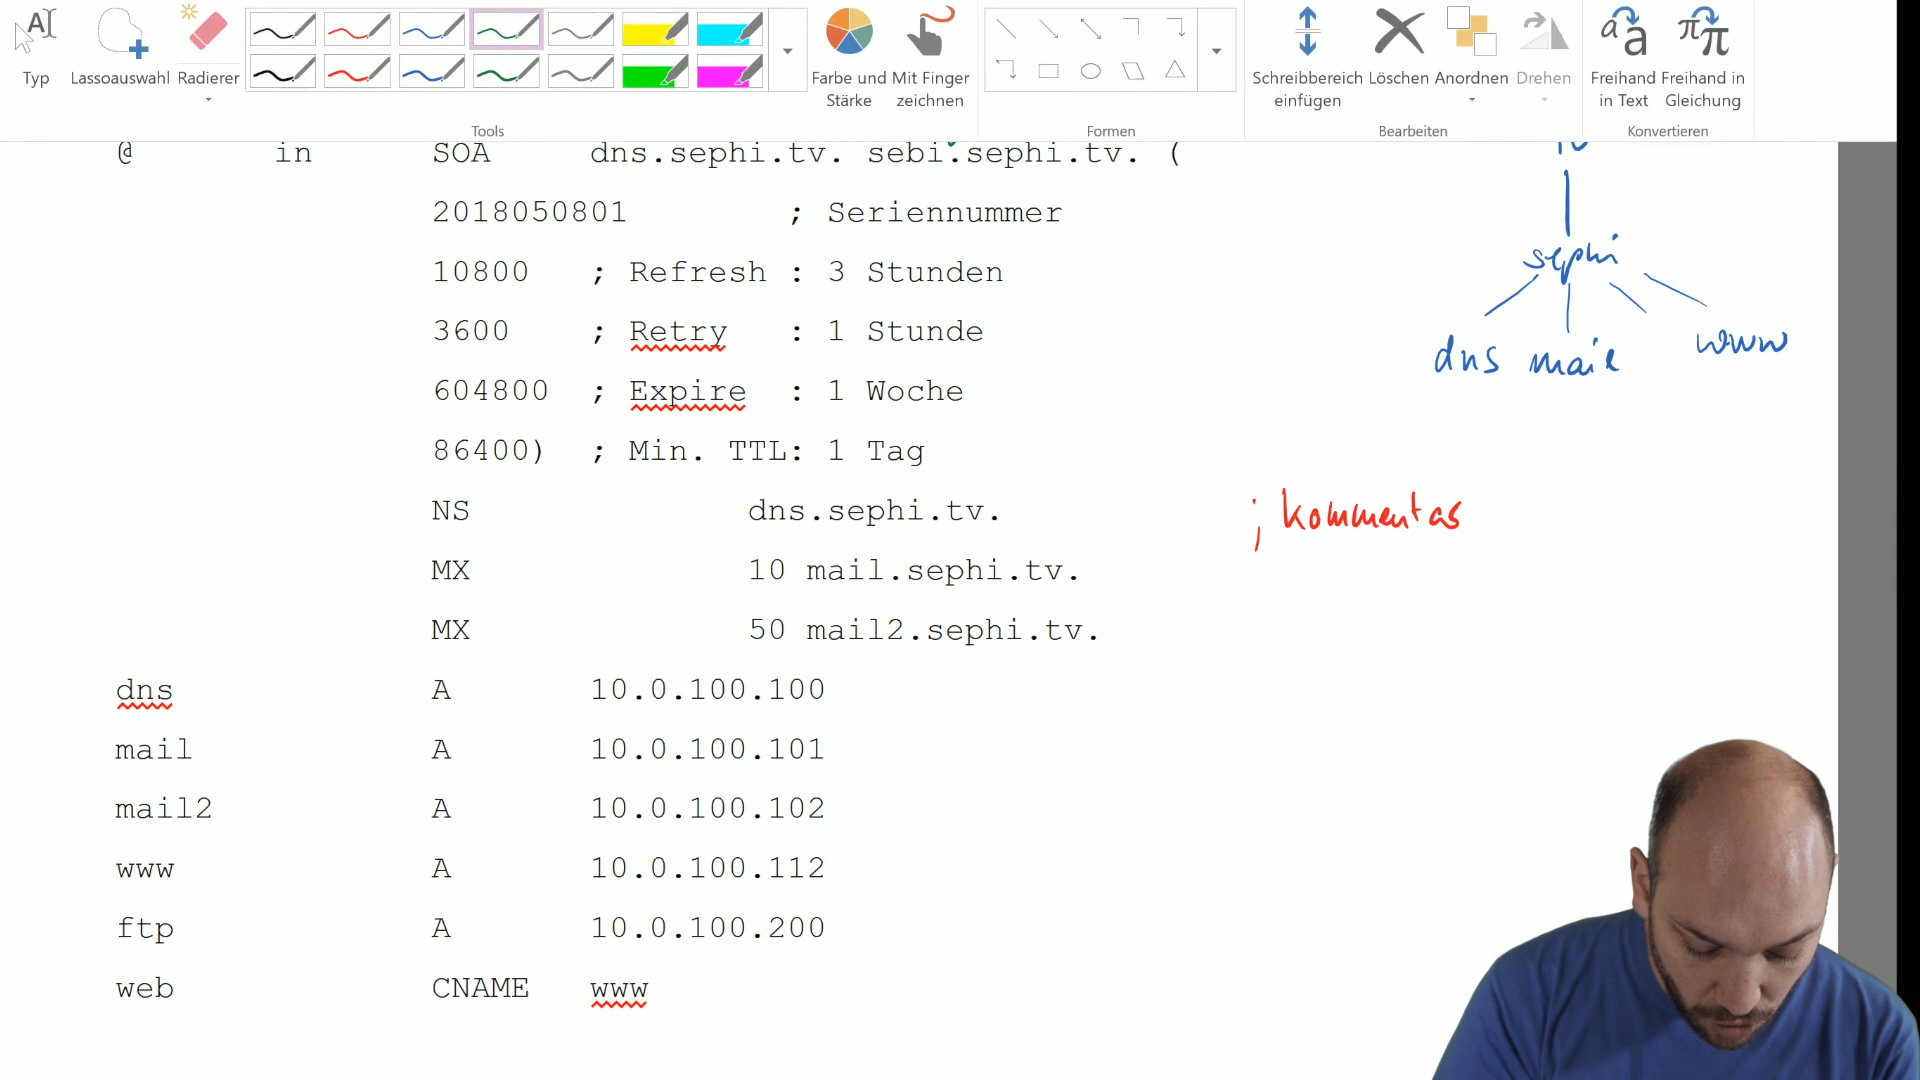 Typ
Lassoauswahl
Radierer
Farbe und Stärke
Mit Finger zeichnen
Schreibbereich einfügen
Löschen
Anordnen
Drehen
Freihand in Text
Freihand in Gleichung
Tools
Formen
Bearbeiten
Konvertieren
@ in SOA dns.sephi.tv. sebi.sephi.tv. (
2018050801 ; Seriennummer
10800 ; Refresh : 3 Stunden
3600 ; Retry : 1 Stunde
604800 ; Expire : 1 Woche
86400) ; Min. TTL: 1 Tag
NS dns.sephi.tv.
MX 10 mail.sephi.tv.
MX 50 mail2.sephi.tv.
dns A 10.0.100.100
mail A 10.0.100.101
mail2 A 10.0.100.102
www A 10.0.100.112
ftp A 10.0.100.200
web CNAME www
; Kommentar
sephi
dns mail www